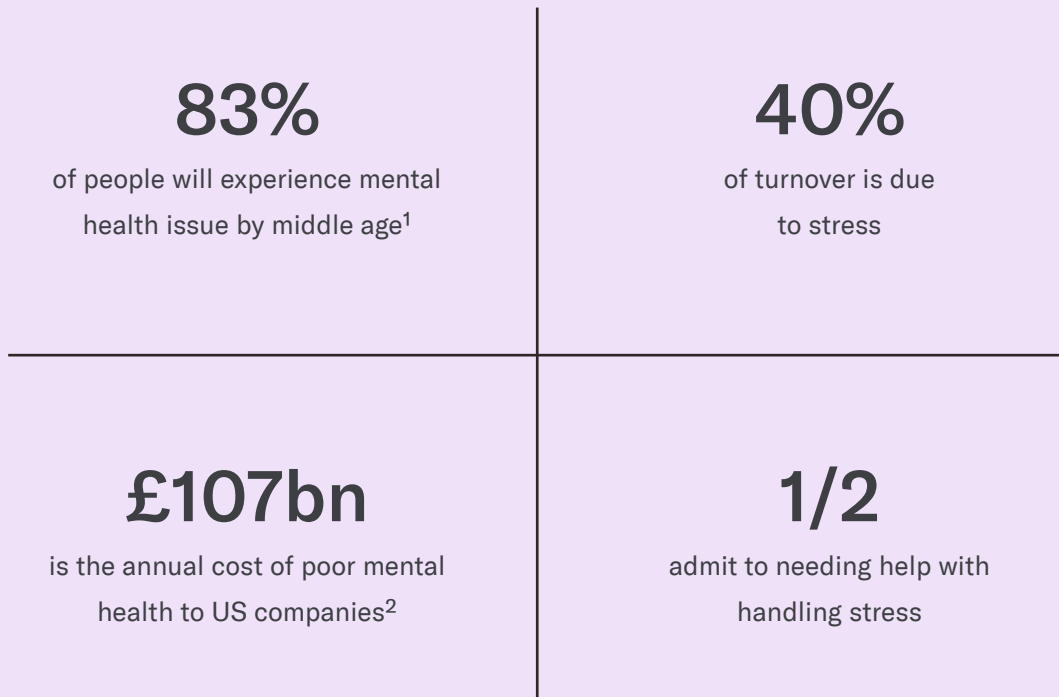 83%
of people will experience mental
health issue by middle age¹
40%
of turnover is due
to stress
£107bn
is the annual cost of poor mental
health to US companies²
1/2
admit to needing help with
handling stress